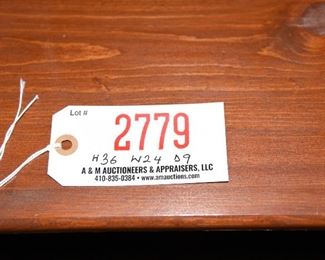 Lot #
2779
H36 W24 D9
A & M AUCTIONEERS & APPRAISERS, LLC
410-835-0384 • www.amauctions.com